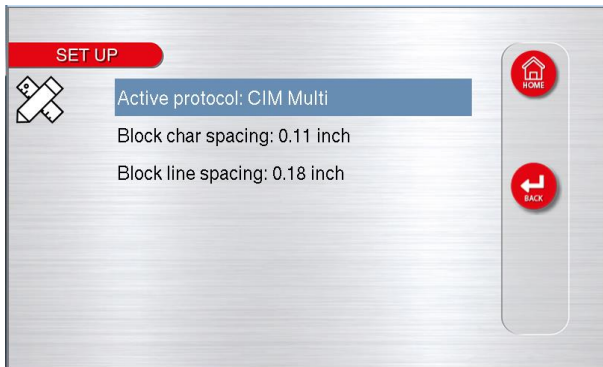 SET UP
HOME
Active protocol: CIM Multi
Block char spacing: 0.11 inch
Block line spacing: 0.18 inch
BACK